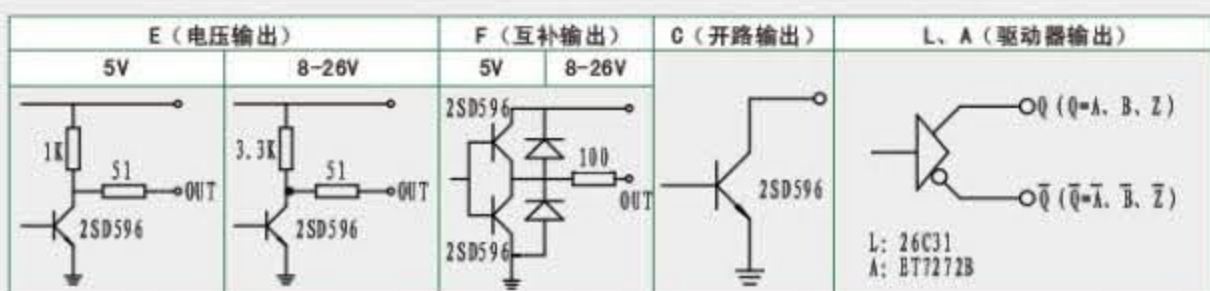 E（电压输出）
F（互补输出）
C（开路输出）
L、A（驱动器输出）
5V
8-26V
5V
8-26V
1K
51
OUT
2SD596
3.3K
51
OUT
2SD596
2SD596
100
OUT
2SD596
2SD596
Q (Q=A、B、Z)
Q̄ (Q̄=Ā、B̄、Z̄)
L: 26C31
A: ET7272B